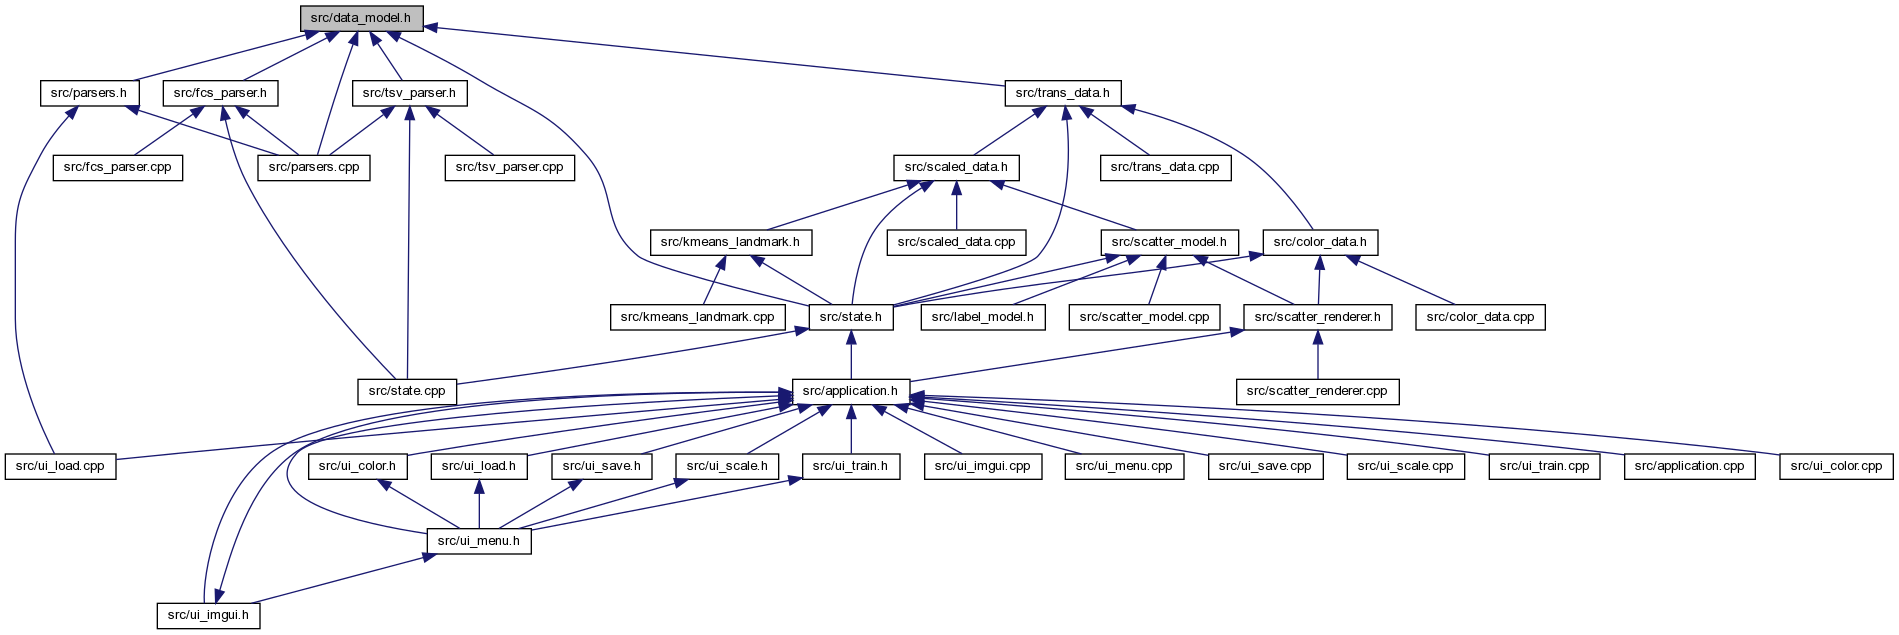 src/data_model.h
src/parsers.h
src/fcs_parser.h
src/tsv_parser.h
src/trans_data.h
src/fcs_parser.cpp
src/parsers.cpp
src/tsv_parser.cpp
src/scaled_data.h
src/trans_data.cpp
src/kmeans_landmark.h
src/scaled_data.cpp
src/scatter_model.h
src/color_data.h
src/kmeans_landmark.cpp
src/state.h
src/label_model.h
src/scatter_model.cpp
src/scatter_renderer.h
src/color_data.cpp
src/state.cpp
src/application.h
src/scatter_renderer.cpp
src/ui_load.cpp
src/ui_color.h
src/ui_load.h
src/ui_save.h
src/ui_scale.h
src/ui_train.h
src/ui_imgui.cpp
src/ui_menu.cpp
src/ui_save.cpp
src/ui_scale.cpp
src/ui_train.cpp
src/application.cpp
src/ui_color.cpp
src/ui_menu.h
src/ui_imgui.h